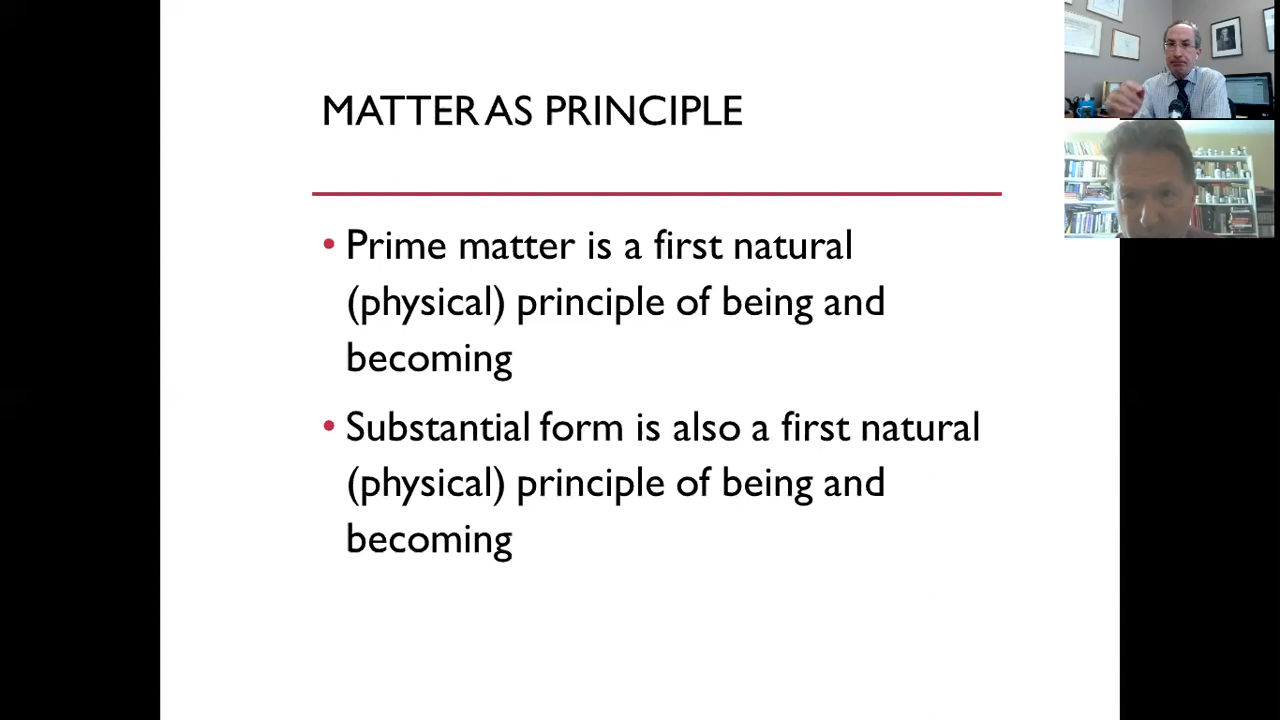 MATTER AS PRINCIPLE
• Prime matter is a first natural
(physical) principle of being and
becoming
• Substantial form is also a first natural
(physical) principle of being and
becoming